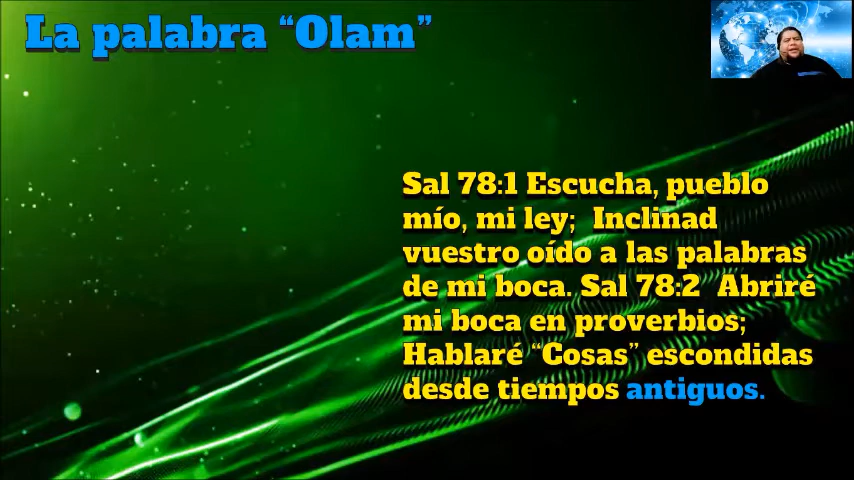 La palabra “Olam”
Sal 78:1 Escucha, pueblo
mío, mi ley;  Inclinad
vuestro oído a las palabras
de mi boca. Sal 78:2  Abriré
mi boca en proverbios;
Hablaré “Cosas” escondidas
desde tiempos antiguos.